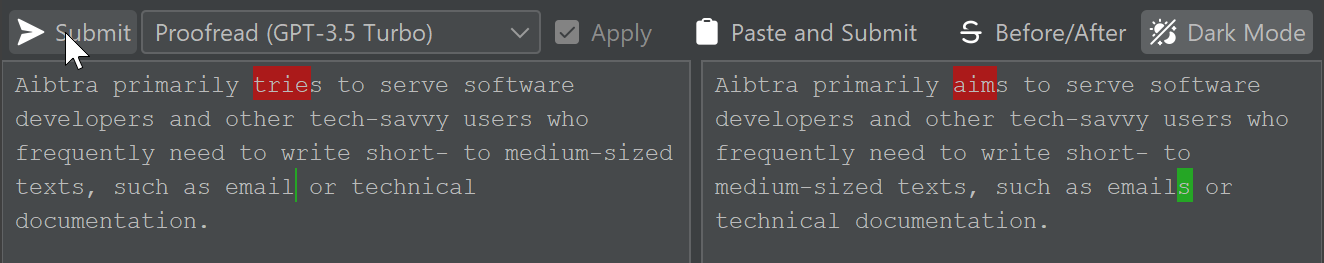 Submit Proofread (GPT-3.5 Turbo) Apply Paste and Submit Before/After Dark Mode
Aibtra primarily tries to serve software
developers and other tech-savvy users who
frequently need to write short- to medium-sized
texts, such as email or technical
documentation.
Aibtra primarily aims to serve software
developers and other tech-savvy users who
frequently need to write short- to
medium-sized texts, such as emails or
technical documentation.